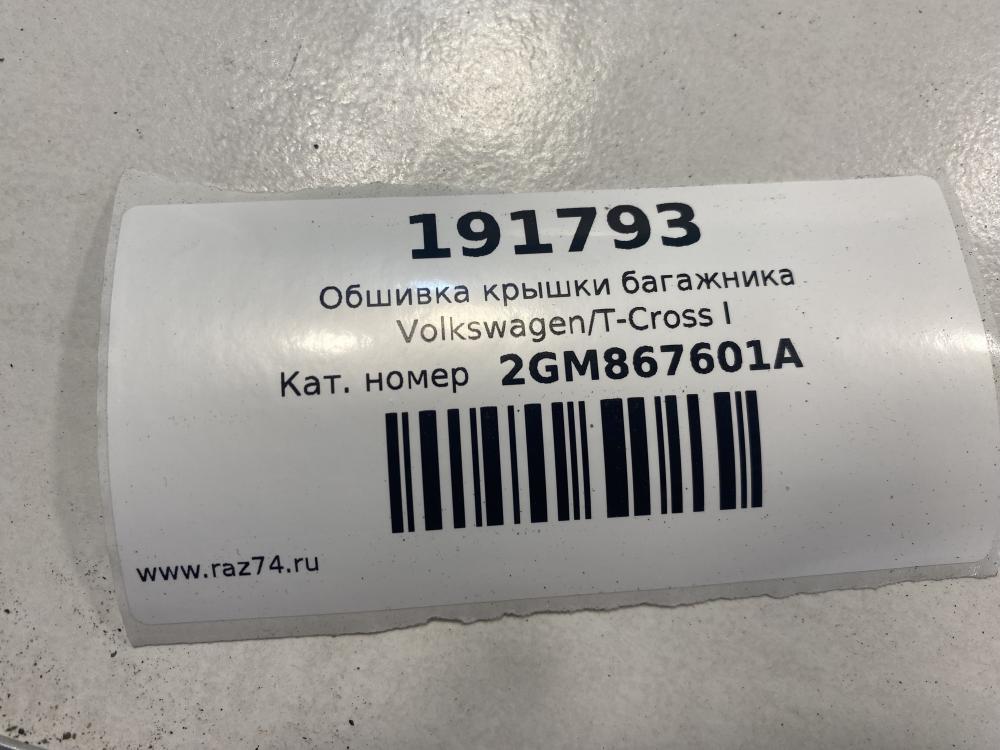 191793
Обшивка крышки багажника
Volkswagen/T-Cross I
Кат. номер 2GM867601A
www.raz74.ru